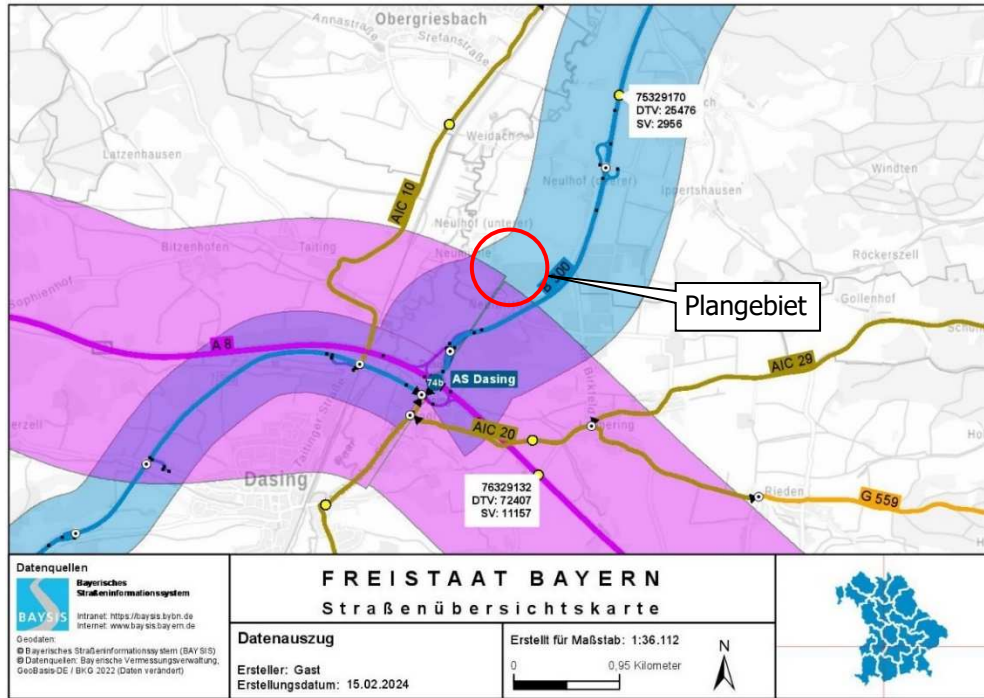 Obergriesbach
Annastraße
Stefanstraße
75329170
DTV: 25476
SV: 2956
Weidach
Latzenhausen
Windten
AIC 10
Neulhof (unterer)
Ippertshausen
Neulhof (unterer)
Bitzenhofen
Taiting
Röckerszell
Sophienhof
Plangebiet
Gollenhof
A 8
AIC 29
74b
AS Dasing
Taitinger Straße
AIC 20
Dasing
Paar
76329132
DTV: 72407
SV: 11157
Rieden
G 559
Datenquellen
BAYSIS
Bayerisches
Straßeninformationssystem
Intranet: https://baysis.bybn.de
Internet: www.baysis.bayern.de
Geodaten:
© Bayerisches Straßeninformationssystem (BAYSIS)
© Datenquellen: Bayerische Vermessungsverwaltung,
GeoBasis-DE / BKG 2022 (Daten verändert)
FREISTAAT BAYERN
Straßenübersichtskarte
Datenauszug
Ersteller: Gast
Erstellungsdatum: 15.02.2024
Erstellt für Maßstab: 1:36.112
0 0,95 Kilometer
N